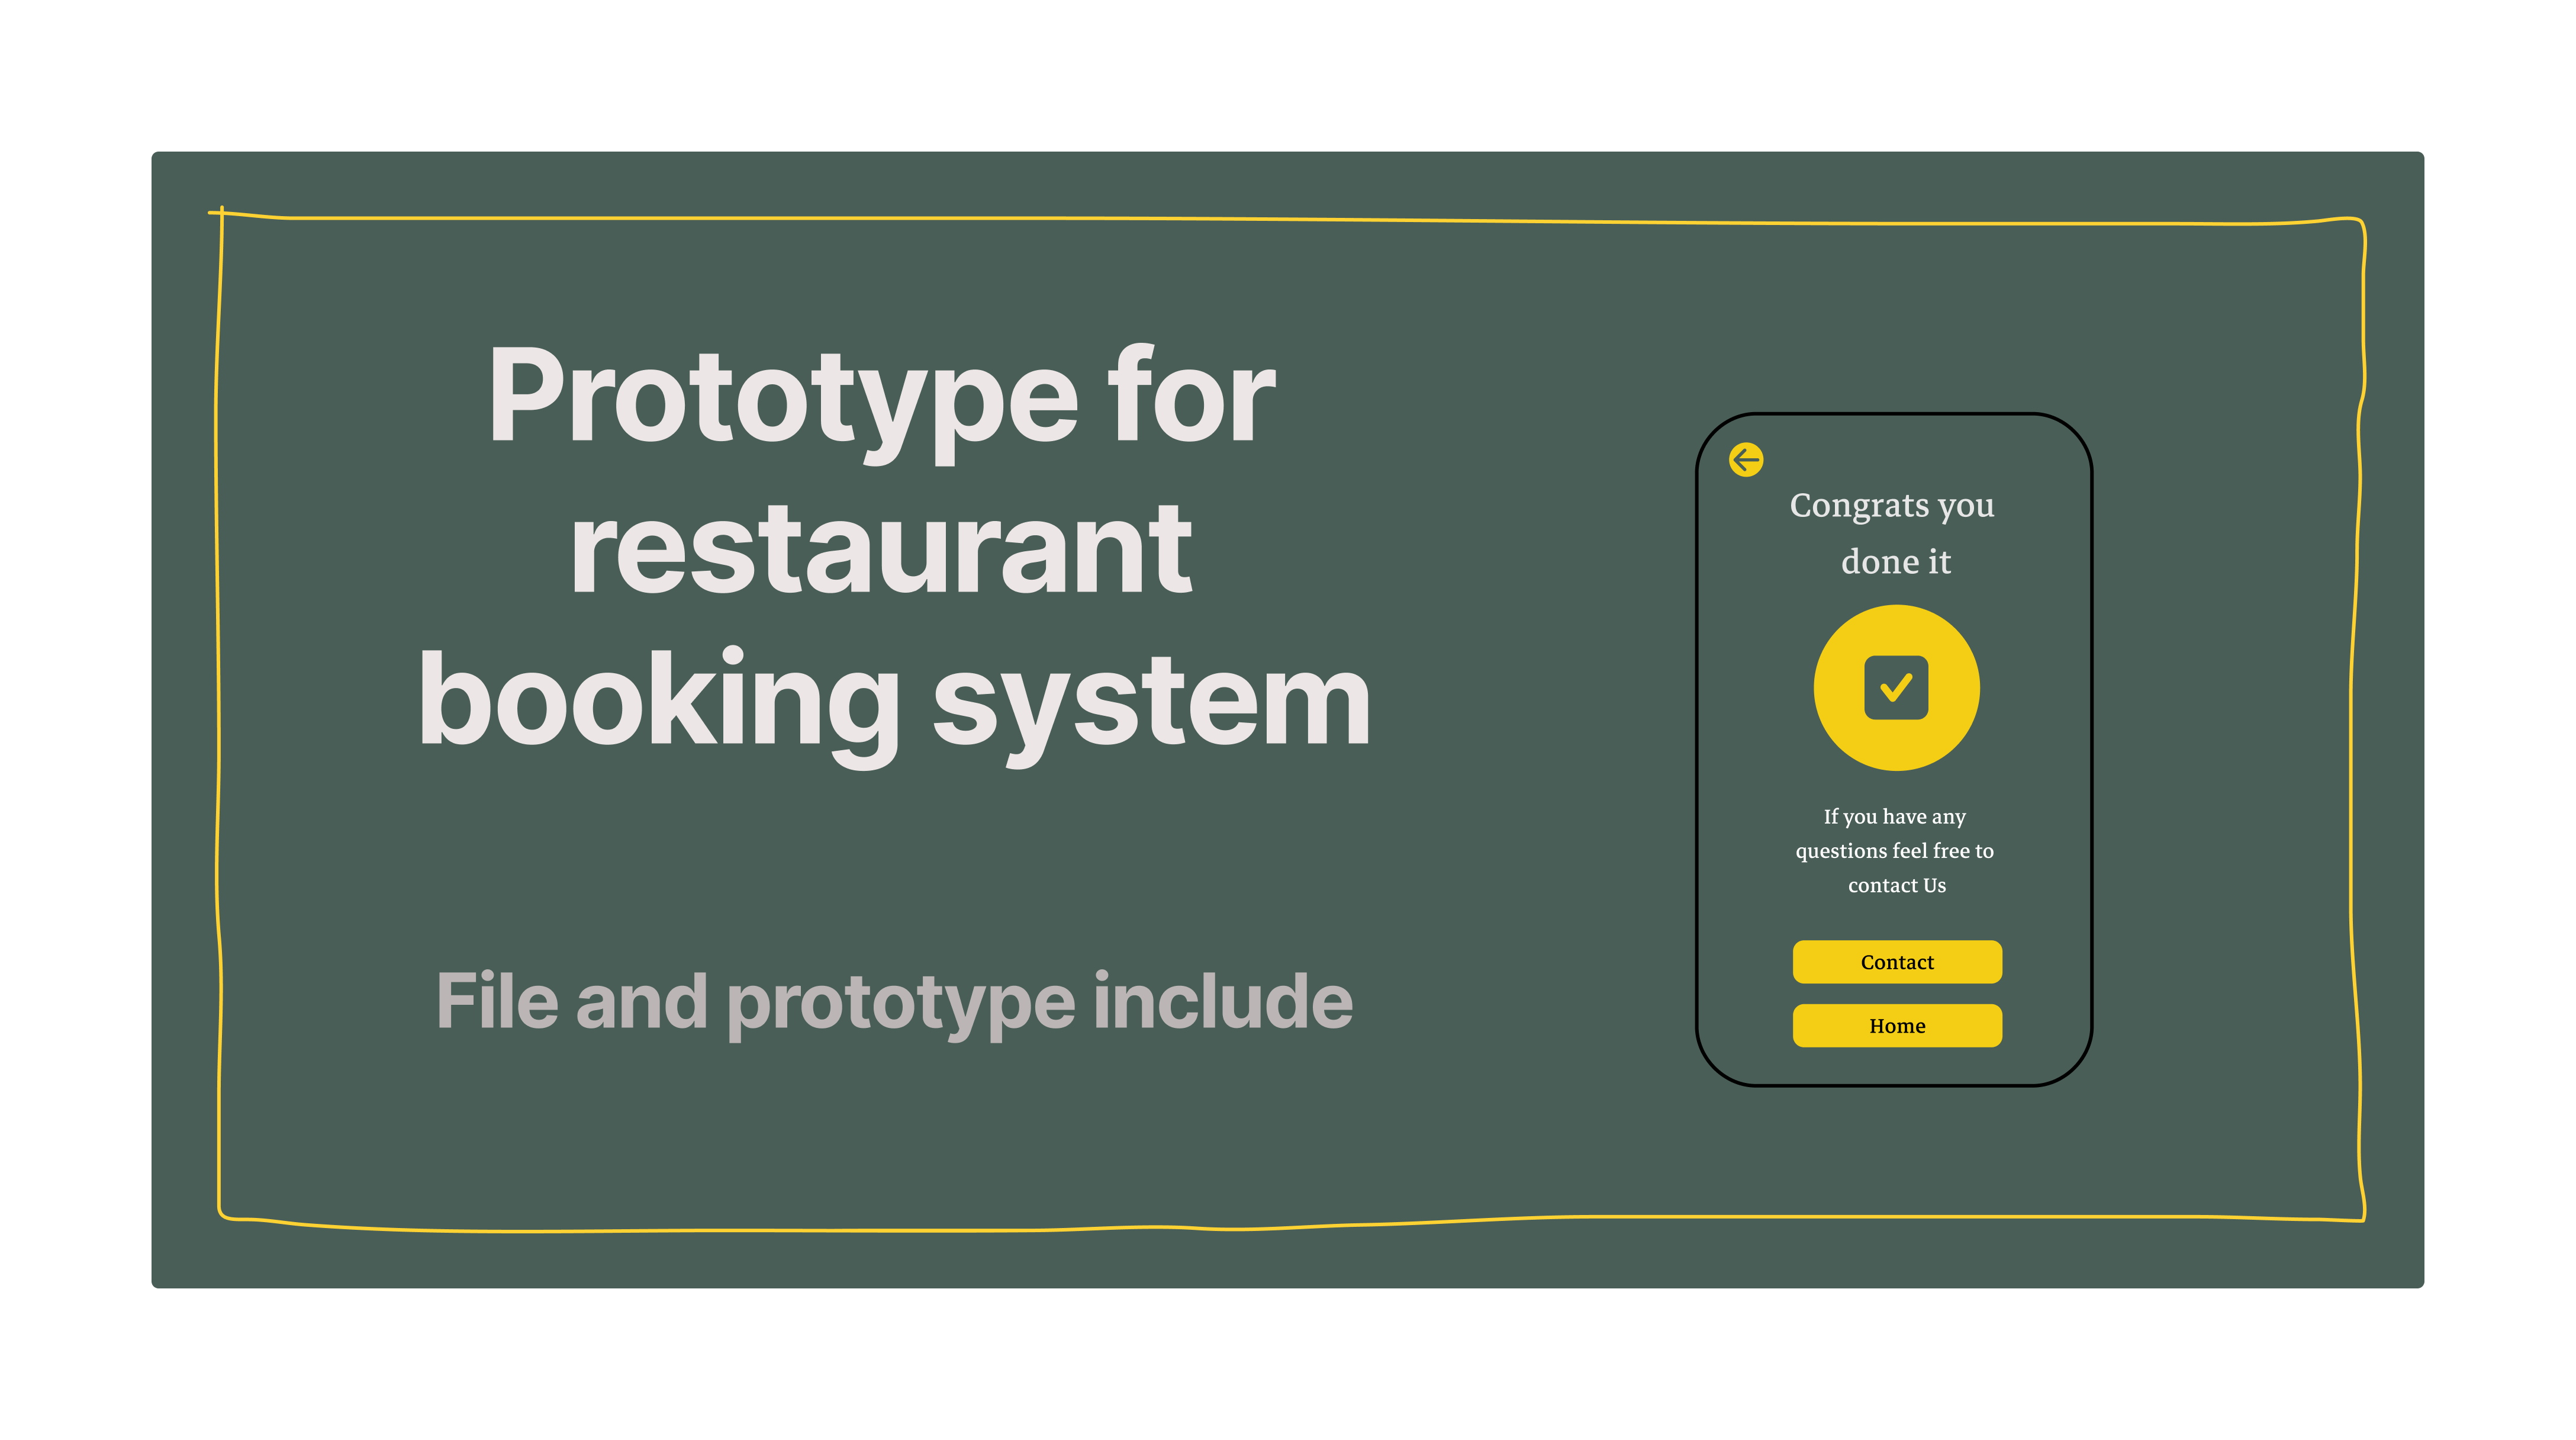 Prototype for
restaurant
booking system
File and prototype include
Congrats you
done it
If you have any
questions feel free to
contact Us
Contact
Home